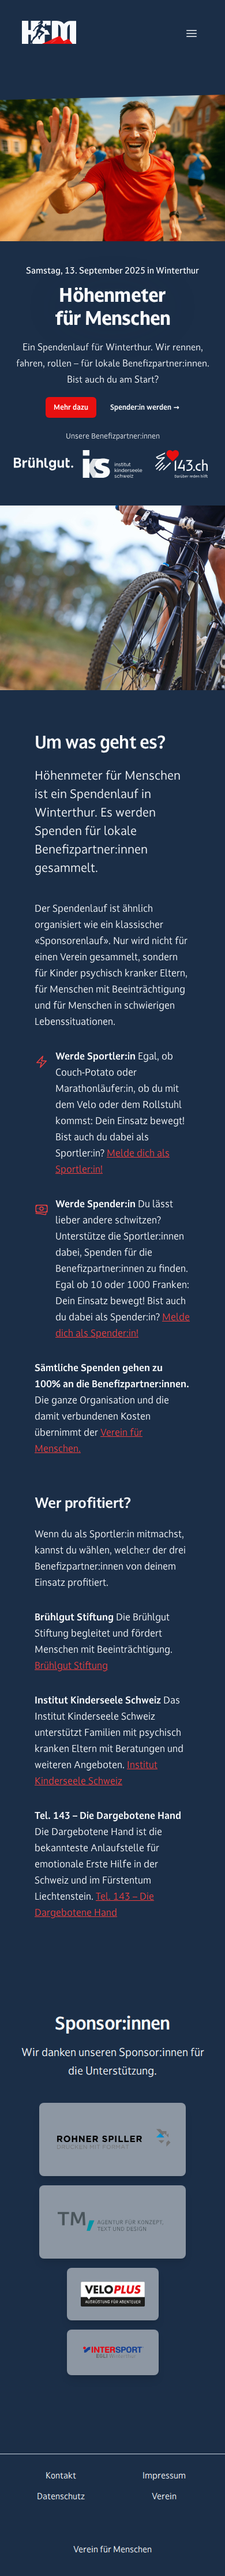 HFM
Samstag, 13. September 2025 in Winterthur
Höhenmeter
für Menschen
Ein Spendenlauf für Winterthur. Wir rennen,
fahren, rollen – für lokale Benefizpartner:innen.
Bist auch du am Start?
Mehr dazu Spender:in werden →
Unsere Benefizpartner:innen
Brühlgut. iks institut kinderseele schweiz 143.ch Darüber reden hilft
Um was geht es?
Höhenmeter für Menschen
ist ein Spendenlauf in
Winterthur. Es werden
Spenden für lokale
Benefizpartner:innen
gesammelt.
Der Spendenlauf ist ähnlich
organisiert wie ein klassischer
«Sponsorenlauf». Nur wird nicht für
einen Verein gesammelt, sondern
für Kinder psychisch kranker Eltern,
für Menschen mit Beeinträchtigung
und für Menschen in schwierigen
Lebenssituationen.
Werde Sportler:in Egal, ob
Couch-Potato oder
Marathonläufer:in, ob du mit
dem Velo oder dem Rollstuhl
kommst: Dein Einsatz bewegt!
Bist auch du dabei als
Sportler:in? Melde dich als
Sportler:in!
Werde Spender:in Du lässt
lieber andere schwitzen?
Unterstütze die Sportler:innen
dabei, Spenden für die
Benefizpartner:innen zu finden.
Egal ob 10 oder 1000 Franken:
Dein Einsatz bewegt! Bist auch
du dabei als Spender:in? Melde
dich als Spender:in!
Sämtliche Spenden gehen zu
100% an die Benefizpartner:innen.
Die ganze Organisation und die
damit verbundenen Kosten
übernimmt der Verein für
Menschen.
Wer profitiert?
Wenn du als Sportler:in mitmachst,
kannst du wählen, welche:r der drei
Benefizpartner:innen von deinem
Einsatz profitiert.
Brühlgut Stiftung Die Brühlgut
Stiftung begleitet und fördert
Menschen mit Beeinträchtigung.
Brühlgut Stiftung
Institut Kinderseele Schweiz Das
Institut Kinderseele Schweiz
unterstützt Familien mit psychisch
kranken Eltern mit Beratungen und
weiteren Angeboten. Institut
Kinderseele Schweiz
Tel. 143 – Die Dargebotene Hand
Die Dargebotene Hand ist die
bekannteste Anlaufstelle für
emotionale Erste Hilfe in der
Schweiz und im Fürstentum
Liechtenstein. Tel. 143 – Die
Dargebotene Hand
Sponsor:innen
Wir danken unseren Sponsor:innen für
die Unterstützung.
ROHNER SPILLER
DRUCKEN MIT FORMAT
TM/ AGENTUR FÜR KONZEPT,
TEXT UND DESIGN
VELOPLUS
AUSRÜSTUNG FÜR ABENTEUER
INTERSPORT
Winterthur
Kontakt Impressum
Datenschutz Verein
Verein für Menschen